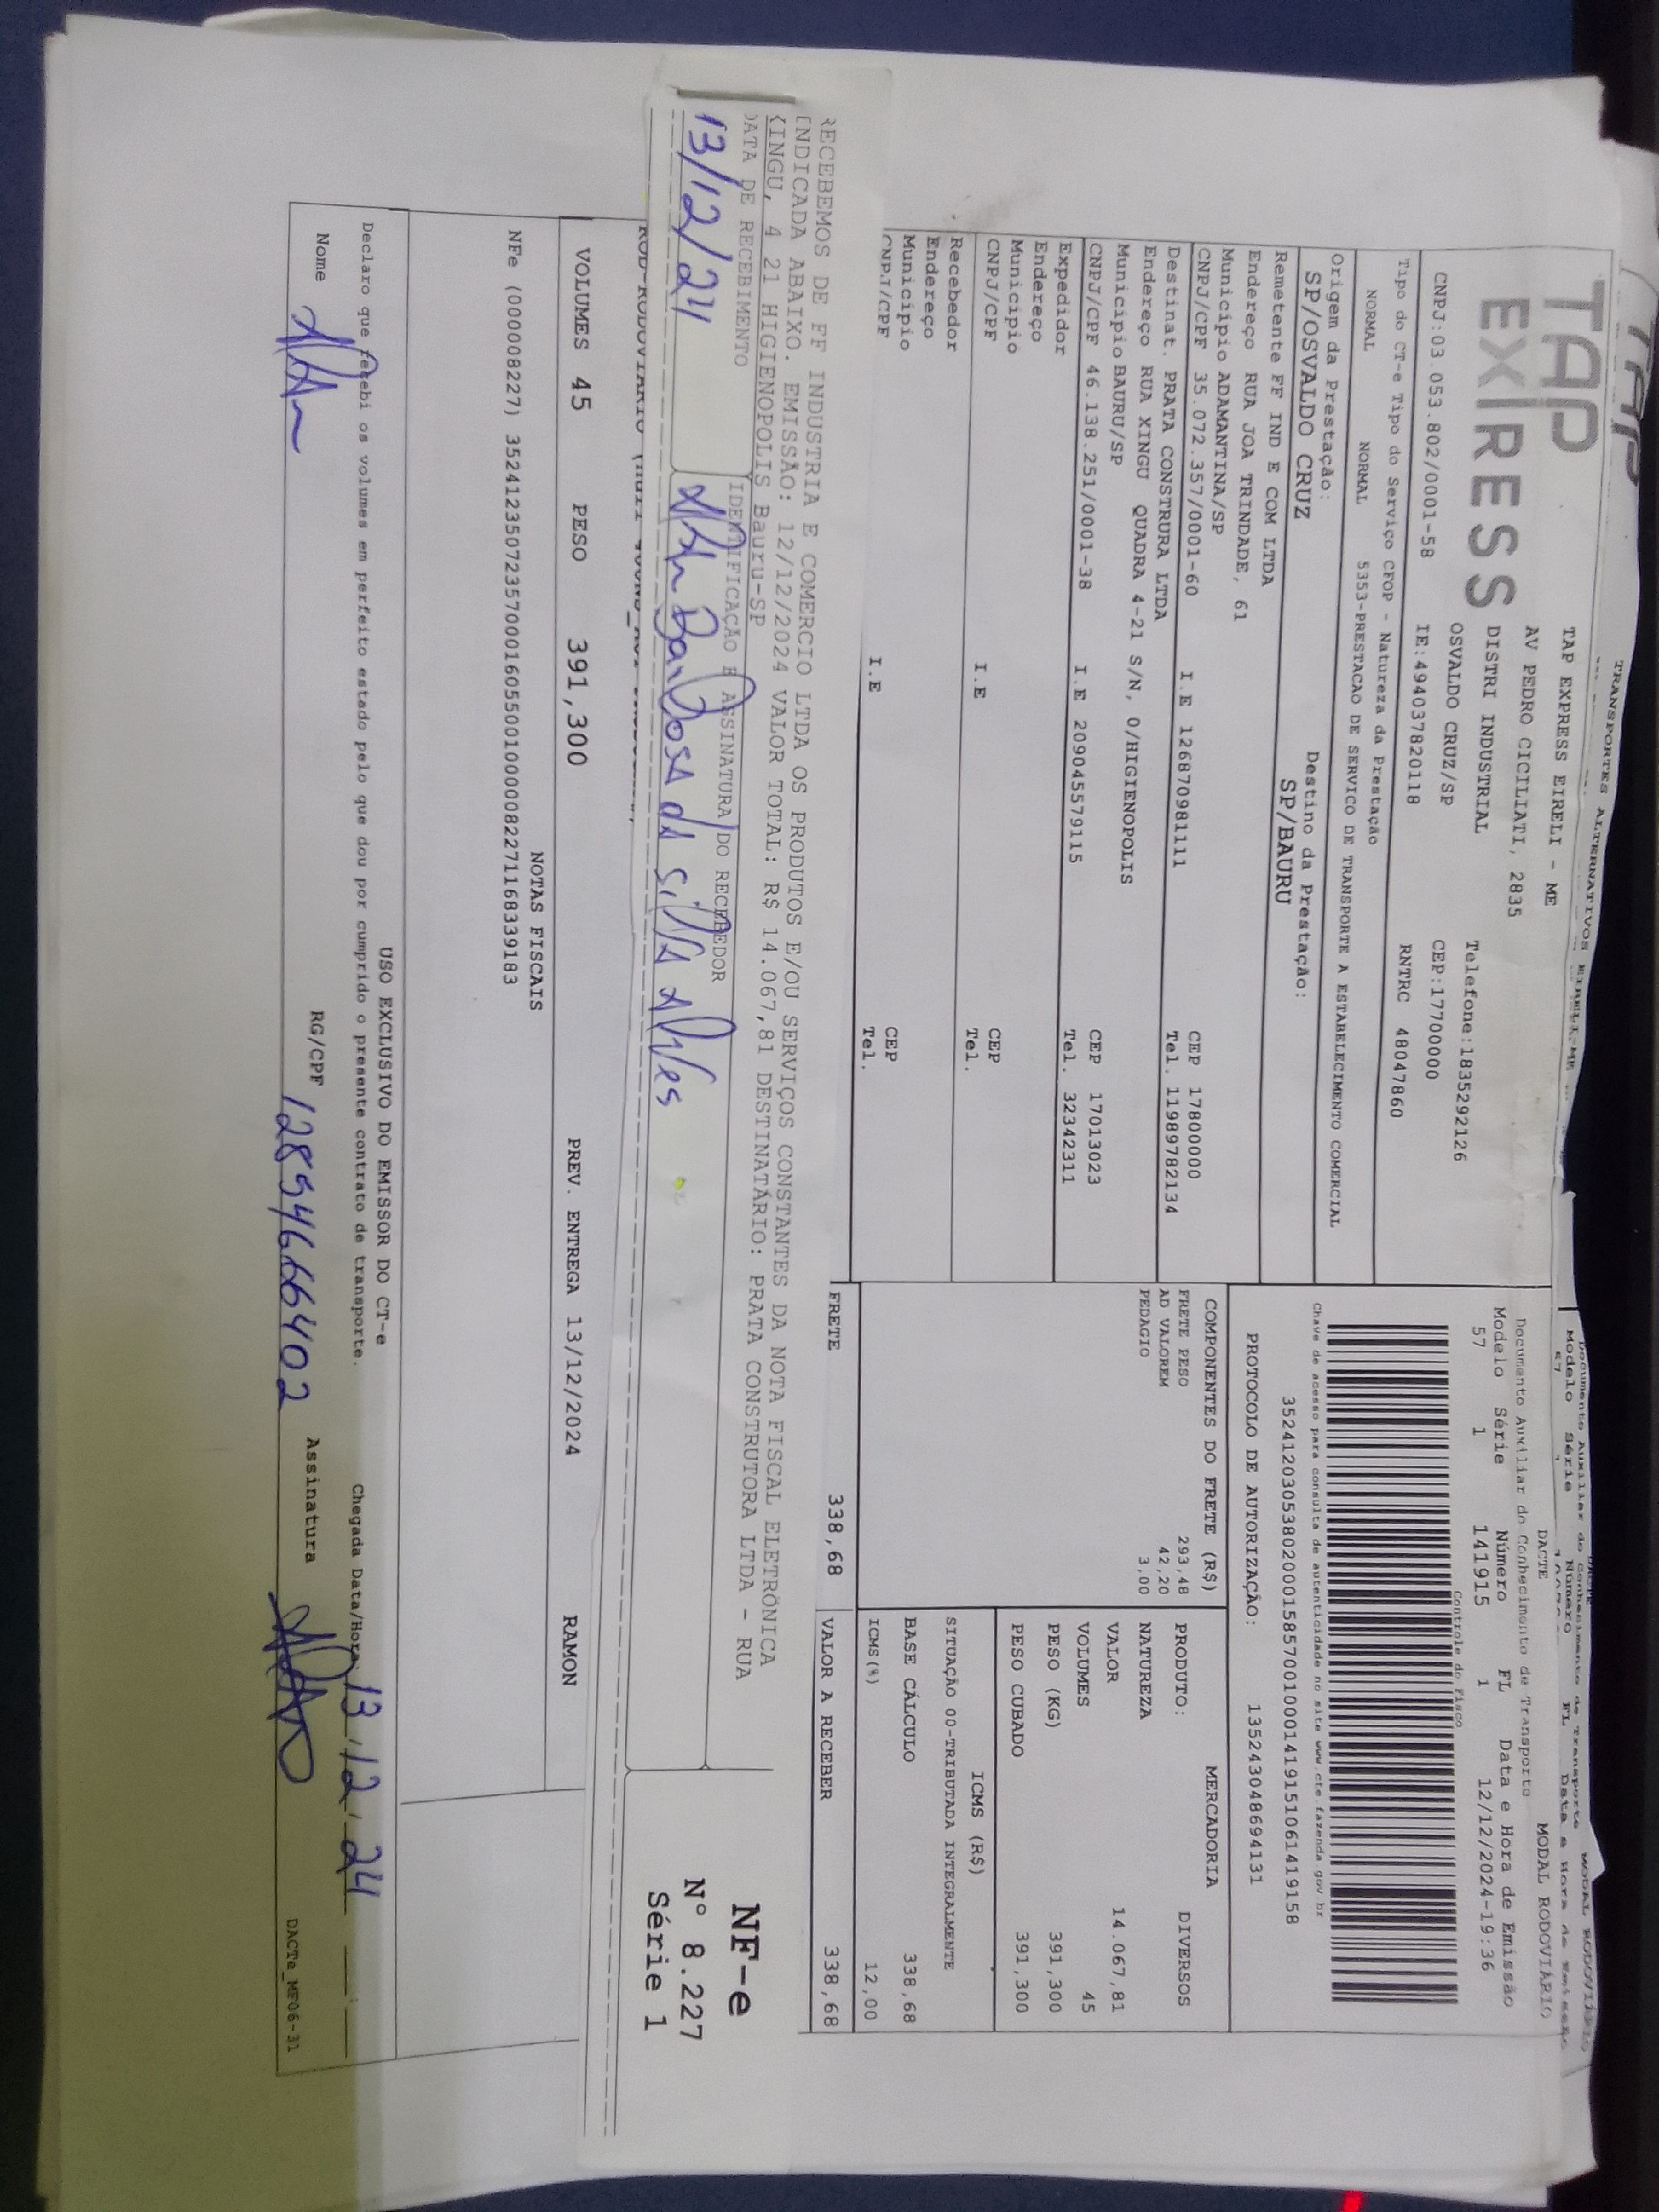 TRANSPORTES ALTERNATIVOS EIRELI-ME
TAP
EXPRESS
TAP EXPRESS EIRELI - ME
AV PEDRO CICILIATI, 2835
DISTRI INDUSTRIAL
OSVALDO CRUZ/SP
Telefone:1835292126
CEP:17700000
CNPJ:03.053.802/0001-58
IE:494037820118
RNTRC 48047860
Tipo do CT-e Tipo do Serviço CFOP - Natureza da Prestação
NORMAL NORMAL 5353-PRESTACAO DE SERVICO DE TRANSPORTE A ESTABELECIMENTO COMERCIAL
Origem da Prestação: Destino da Prestação:
SP/OSVALDO CRUZ SP/BAURU
DACTE MODAL RODOVIÁRIO
Documento Auxiliar do Conhecimento de Transporte
Modelo Série Número FL Data e Hora de Emissão
57 1 141915 1 12/12/2024-19:36
Controle do Fisco
Chave de acesso para consulta de autenticidade no site www.cte.fazenda.gov.br
35241203053802000158570010001419151061419158
PROTOCOLO DE AUTORIZAÇÃO: 135243048694131
Remetente FF IND E COM LTDA
Endereço RUA JOA TRINDADE, 61
Município ADAMANTINA/SP CEP 17800000
CNPJ/CPF 35.072.357/0001-60 I.E 126870981111 Tel. 11989782134
Destinat. PRATA CONSTRURA LTDA
Endereço RUA XINGU QUADRA 4-21 S/N, 0/HIGIENOPOLIS
Município BAURU/SP CEP 17013023
CNPJ/CPF 46.138.251/0001-38 I.E 209045579115 Tel. 32342311
Expedidor
Endereço
Município CEP
CNPJ/CPF I.E Tel.
Recebedor
Endereço
Município CEP
CNPJ/CPF I.E Tel.
COMPONENTES DO FRETE (R$)
FRETE PESO 293,48
AD VALOREM 42,20
PEDAGIO 3,00
FRETE 338,68
MERCADORIA
PRODUTO: DIVERSOS
NATUREZA
VALOR 14.067,81
VOLUMES 45
PESO (KG) 391,300
PESO CUBADO 391,300
ICMS (R$)
SITUAÇÃO 00-TRIBUTADA INTEGRALMENTE
BASE CÁLCULO 338,68
ICMS(%) 12,00
VALOR A RECEBER 338,68
RECEBEMOS DE FF INDUSTRIA E COMERCIO LTDA OS PRODUTOS E/OU SERVIÇOS CONSTANTES DA NOTA FISCAL ELETRÔNICA
INDICADA ABAIXO. EMISSÃO: 12/12/2024 VALOR TOTAL: R$ 14.067,81 DESTINATÁRIO: PRATA CONSTRUTORA LTDA - RUA
XINGU, 4 21 HIGIENOPOLIS Bauru-SP
DATA DE RECEBIMENTO IDENTIFICAÇÃO E ASSINATURA DO RECEBEDOR
13/12/24
NF-e
Nº 8.227
Série 1
VOLUMES 45 PESO 391,300 PREV. ENTREGA 13/12/2024 RAMON
NOTAS FISCAIS
NFe (000008227) 35241235072357000160550010000082271168339183
USO EXCLUSIVO DO EMISSOR DO CT-e
Declaro que recebi os volumes em perfeito estado pelo que dou por cumprido o presente contrato de transporte. Chegada Data/Hora 13/12/24
Nome RG/CPF 12854666402 Assinatura
DACTe_MF06-31